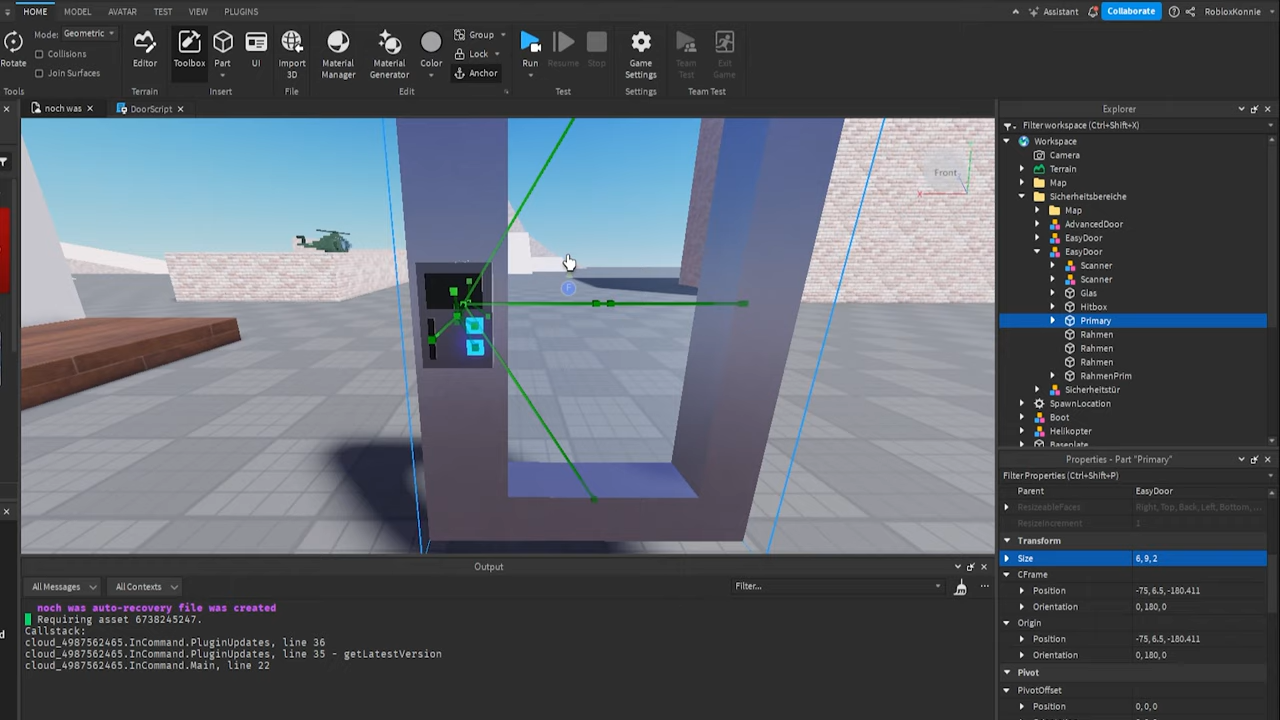 HOME MODEL AVATAR TEST VIEW PLUGINS Assistant Collaborate RobloxKonnie
Mode: Geometric Group
Collisions Lock
Join Surfaces Anchor
Rotate Editor Toolbox Part UI Import 3D Material Manager Material Generator Color Run Resume Stop Game Settings Team Test Exit Game
Tools Terrain Insert File Edit Test Settings Team Test
noch was DoorScript
Explorer
Filter workspace (Ctrl+Shift+X)
Workspace
Camera
Terrain
Map
Sicherheitsbereiche
Map
AdvancedDoor
EasyDoor
EasyDoor
Scanner
Scanner
Glas
Hitbox
Primary
Rahmen
Rahmen
Rahmen
RahmenPrim
Sicherheitstür
SpawnLocation
Boot
Helikopter
Baseplate
Front
F
Properties - Part "Primary"
Filter Properties (Ctrl+Shift+P)
Parent EasyDoor
ResizeableFaces Right, Top, Back, Left, Bottom, ...
ResizeIncrement 1
Transform
Size 6, 9, 2
CFrame
Position -75, 6.5, -180.411
Orientation 0, 180, 0
Origin
Position -75, 6.5, -180.411
Orientation 0, 180, 0
Pivot
PivotOffset
Position 0, 0, 0
Output
All Messages All Contexts Filter...
noch was auto-recovery file was created
Requiring asset 6738245247.
Callstack:
cloud_4987562465.InCommand.PluginUpdates, line 36
cloud_4987562465.InCommand.PluginUpdates, line 35 - getLatestVersion
cloud_4987562465.InCommand.Main, line 22